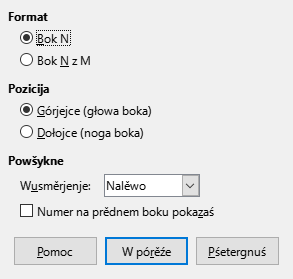 Format
Bok N
Bok N z M
Pozicija
Górjejce (głowa boka)
Dołojce (noga boka)
Powšykne
Wusměrjenje: Nalěwo
Numer na prědnem boku pokazaś
Pomoc W pórěźe Pśetergnuś